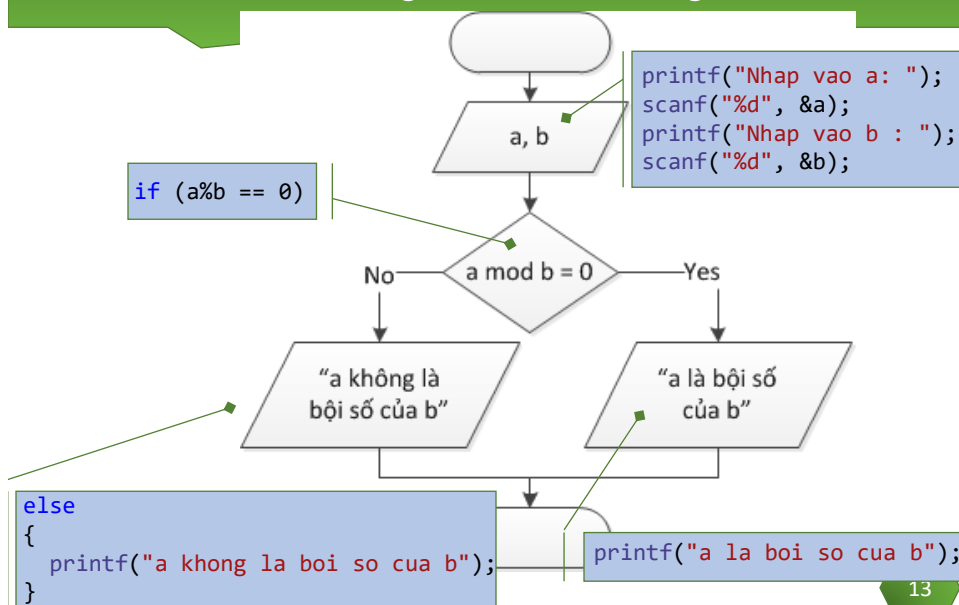 printf("Nhap vao a: ");
scanf("%d", &a);
printf("Nhap vao b : ");
scanf("%d", &b);
a, b
if (a%b == 0)
a mod b = 0
No
Yes
“a không là
bội số của b”
“a là bội số
của b”
else
{
printf("a khong la boi so cua b");
}
printf("a la boi so cua b");
13